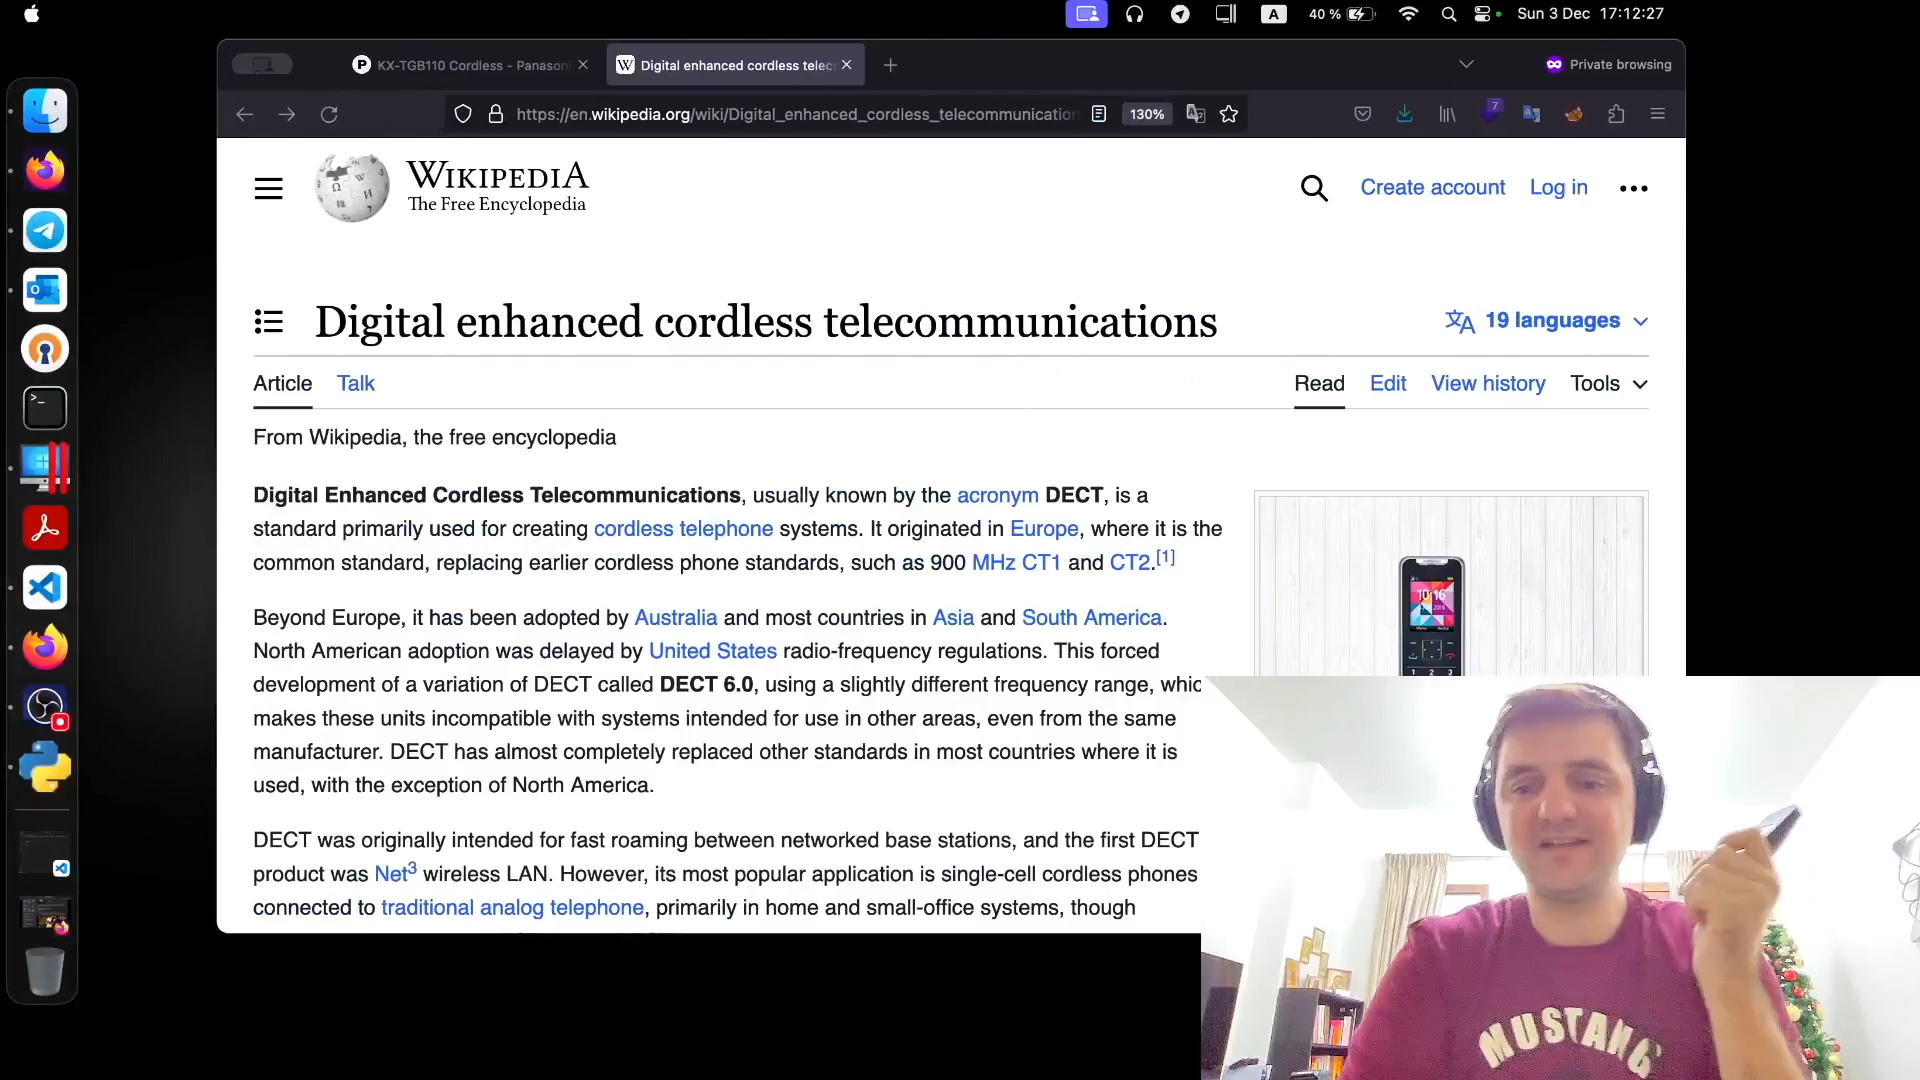 40 %
A
Sun 3 Dec 17:12:27
KX-TGB110 Cordless - Panason
Digital enhanced cordless telec
Private browsing
https://en.wikipedia.org/wiki/Digital_enhanced_cordless_telecommunication
130%
7
WIKIPEDIA
The Free Encyclopedia
Create account
Log in
Digital enhanced cordless telecommunications
19 languages
Article
Talk
Read
Edit
View history
Tools
From Wikipedia, the free encyclopedia
Digital Enhanced Cordless Telecommunications, usually known by the acronym DECT, is a
standard primarily used for creating cordless telephone systems. It originated in Europe, where it is the
common standard, replacing earlier cordless phone standards, such as 900 MHz CT1 and CT2.[1]
Beyond Europe, it has been adopted by Australia and most countries in Asia and South America.
North American adoption was delayed by United States radio-frequency regulations. This forced
development of a variation of DECT called DECT 6.0, using a slightly different frequency range, whic
makes these units incompatible with systems intended for use in other areas, even from the same
manufacturer. DECT has almost completely replaced other standards in most countries where it is
used, with the exception of North America.
DECT was originally intended for fast roaming between networked base stations, and the first DECT
product was Net3 wireless LAN. However, its most popular application is single-cell cordless phones
connected to traditional analog telephone, primarily in home and small-office systems, though
10:16
1 2 3
MUSTANG